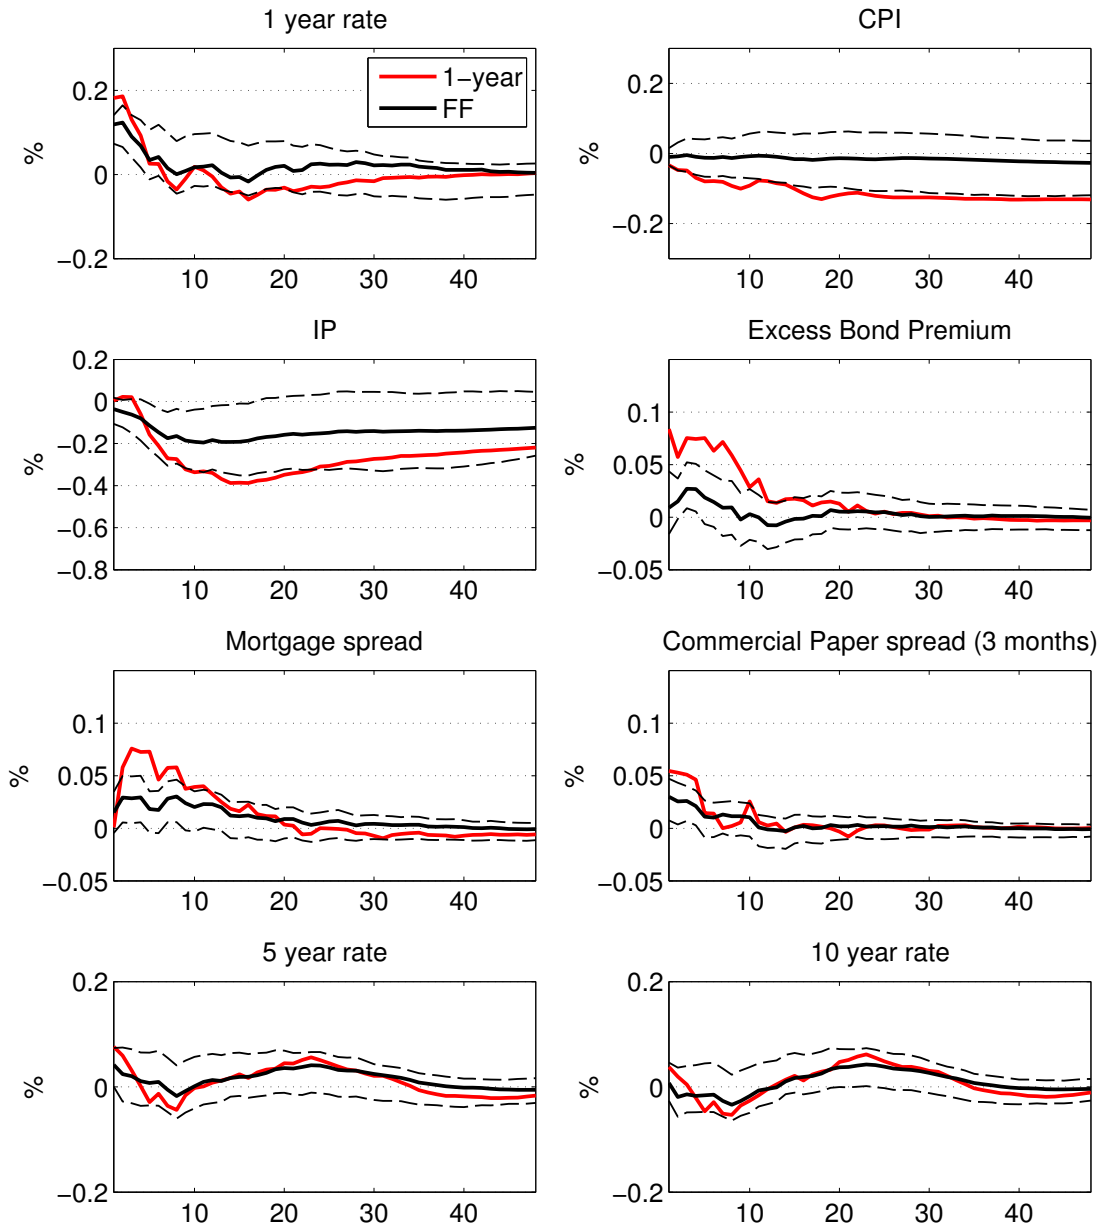 1 year rate
%
0.2
0
−0.2
10 20 30 40
1−year
FF
CPI
%
0.2
0
−0.2
10 20 30 40
IP
%
0.2
0
−0.2
−0.4
−0.6
−0.8
10 20 30 40
Excess Bond Premium
%
0.1
0.05
0
−0.05
10 20 30 40
Mortgage spread
%
0.1
0.05
0
−0.05
10 20 30 40
Commercial Paper spread (3 months)
%
0.1
0.05
0
−0.05
10 20 30 40
5 year rate
%
0.2
0
−0.2
10 20 30 40
10 year rate
%
0.2
0
−0.2
10 20 30 40